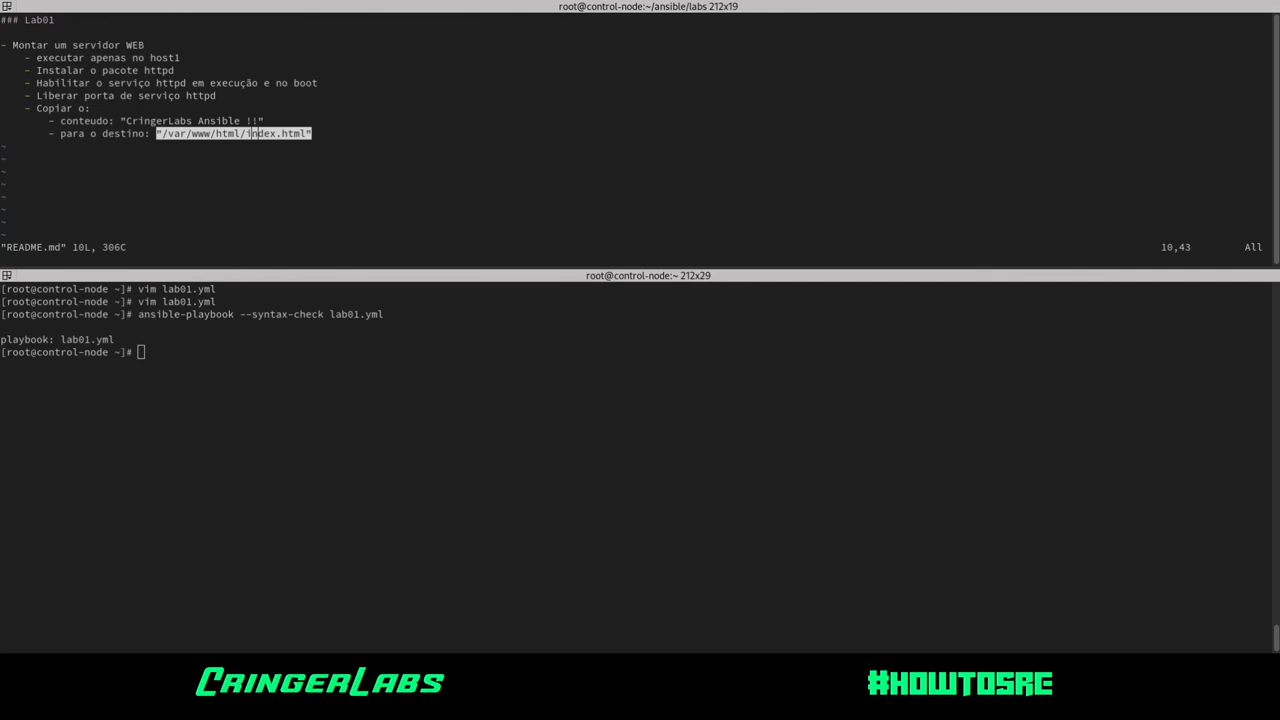 root@control-node:~/ansible/labs 212x19
### Lab01
- Montar um servidor WEB
- executar apenas no host1
- Instalar o pacote httpd
- Habilitar o serviço httpd em execução e no boot
- Liberar porta de serviço httpd
- Copiar o:
- conteudo: "CringerLabs Ansible !!"
- para o destino: "/var/www/html/index.html"
~
~
~
~
~
~
~
~
"README.md" 10L, 306C 10,43 All
root@control-node:~ 212x29
[root@control-node ~]# vim lab01.yml
[root@control-node ~]# vim lab01.yml
[root@control-node ~]# ansible-playbook --syntax-check lab01.yml
playbook: lab01.yml
[root@control-node ~]#
CringerLabs
#HOWTOSRE